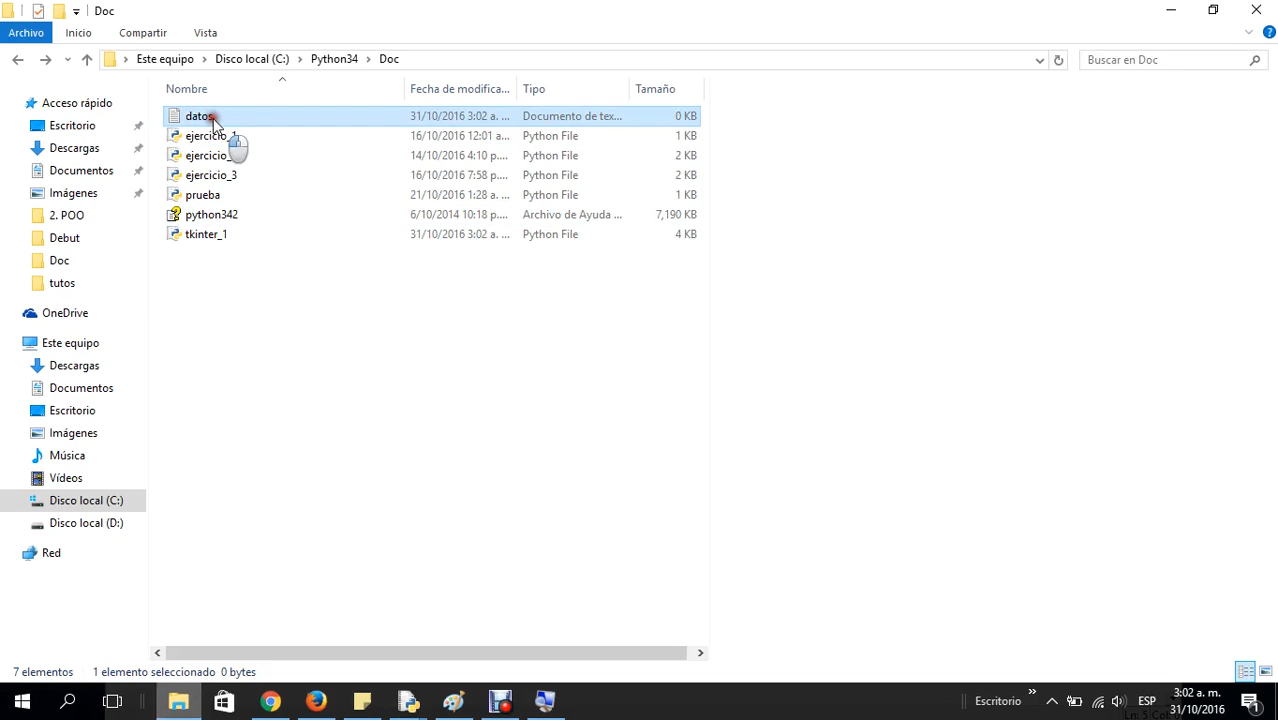 Doc
Archivo Inicio Compartir Vista
Este equipo Disco local (C:) Python34 Doc
Buscar en Doc
Nombre Fecha de modifica... Tipo Tamaño
datos 31/10/2016 3:02 a. ... Documento de tex... 0 KB
ejercicio_1 16/10/2016 12:01 a... Python File 1 KB
ejercicio_ 14/10/2016 4:10 p.... Python File 2 KB
ejercicio_3 16/10/2016 7:58 p.... Python File 2 KB
prueba 21/10/2016 1:28 a... Python File 1 KB
python342 6/10/2014 10:18 p.... Archivo de Ayuda ... 7,190 KB
tkinter_1 31/10/2016 3:02 a. ... Python File 4 KB
Acceso rápido
Escritorio
Descargas
Documentos
Imágenes
2. POO
Debut
Doc
tutos
OneDrive
Este equipo
Descargas
Documentos
Escritorio
Imágenes
Música
Vídeos
Disco local (C:)
Disco local (D:)
Red
7 elementos 1 elemento seleccionado 0 bytes
Escritorio
ESP
3:02 a. m.
31/10/2016